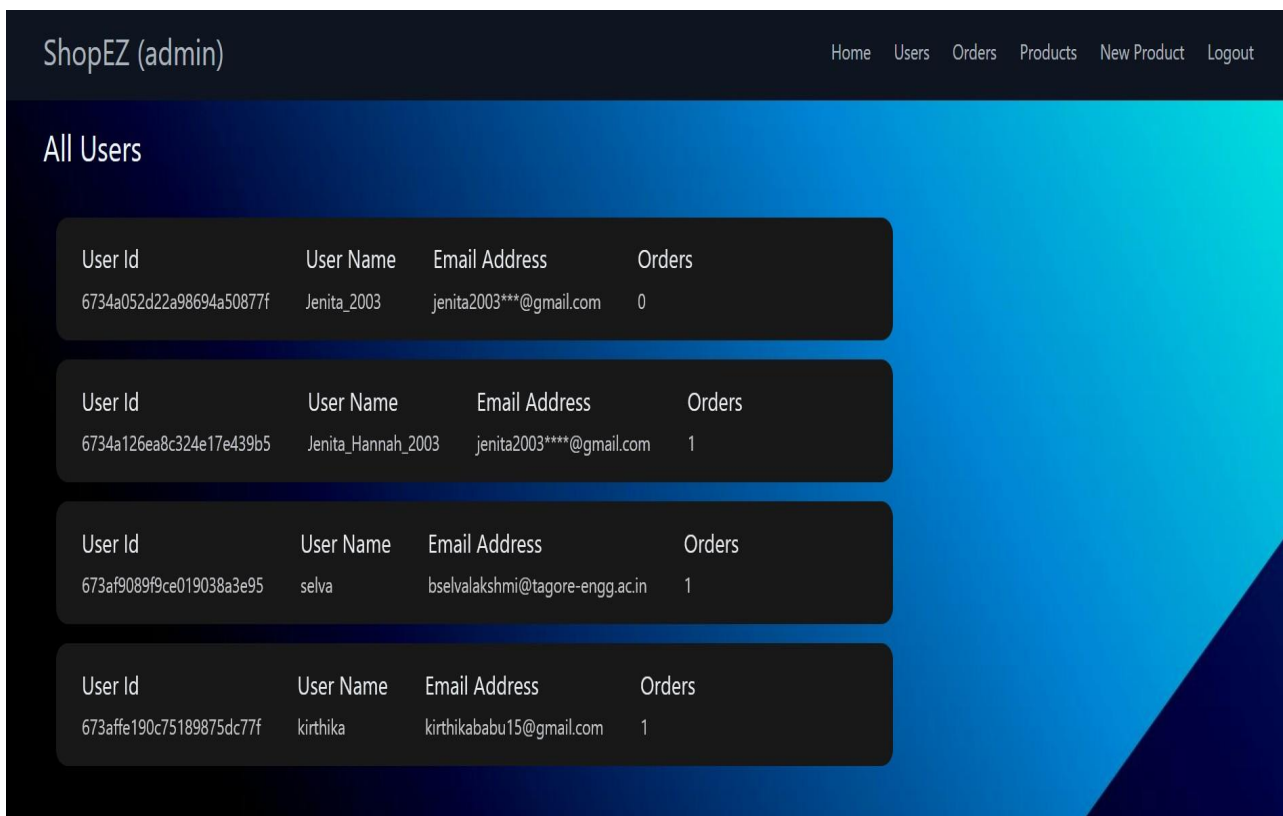 ShopEZ (admin) Home Users Orders Products New Product Logout
All Users
User Id User Name Email Address Orders
6734a052d22a98694a50877f Jenita_2003 jenita2003***@gmail.com 0
User Id User Name Email Address Orders
6734a126ea8c324e17e439b5 Jenita_Hannah_2003 jenita2003****@gmail.com 1
User Id User Name Email Address Orders
673af9089f9ce019038a3e95 selva bselvalakshmi@tagore-engg.ac.in 1
User Id User Name Email Address Orders
673affe190c75189875dc77f kirthika kirthikababu15@gmail.com 1